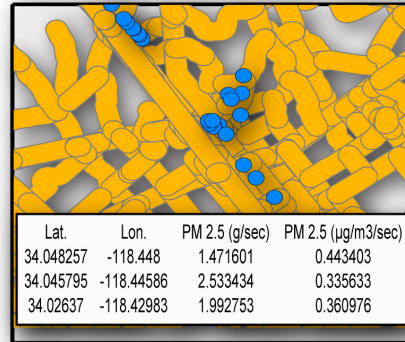 Lat. Lon. PM 2.5 (g/sec) PM 2.5 (µg/m3/sec)
34.048257 -118.448 1.471601 0.443403
34.045795 -118.44586 2.533434 0.335633
34.02637 -118.42983 1.992753 0.360976